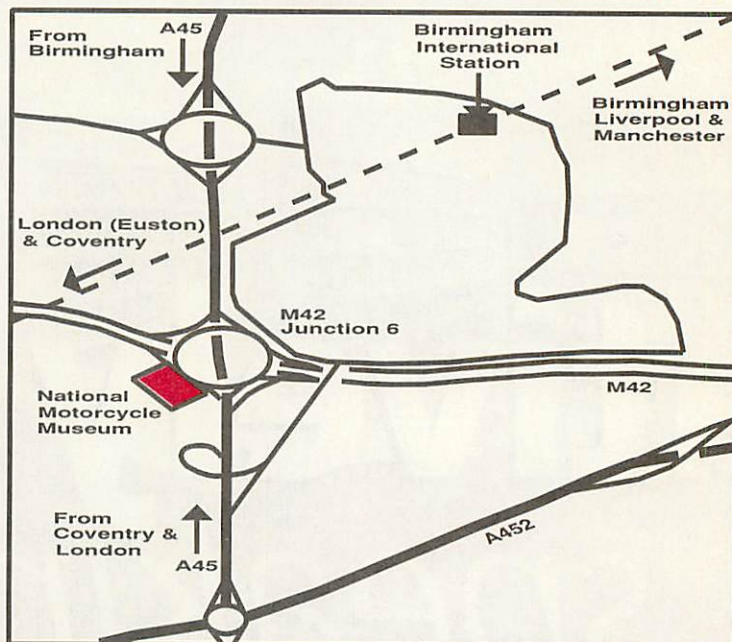 From
Birmingham
A45
Birmingham
International
Station
Birmingham
Liverpool &
Manchester
London (Euston)
& Coventry
M42
Junction 6
National
Motorcycle
Museum
M42
From
Coventry &
London
A45
A452